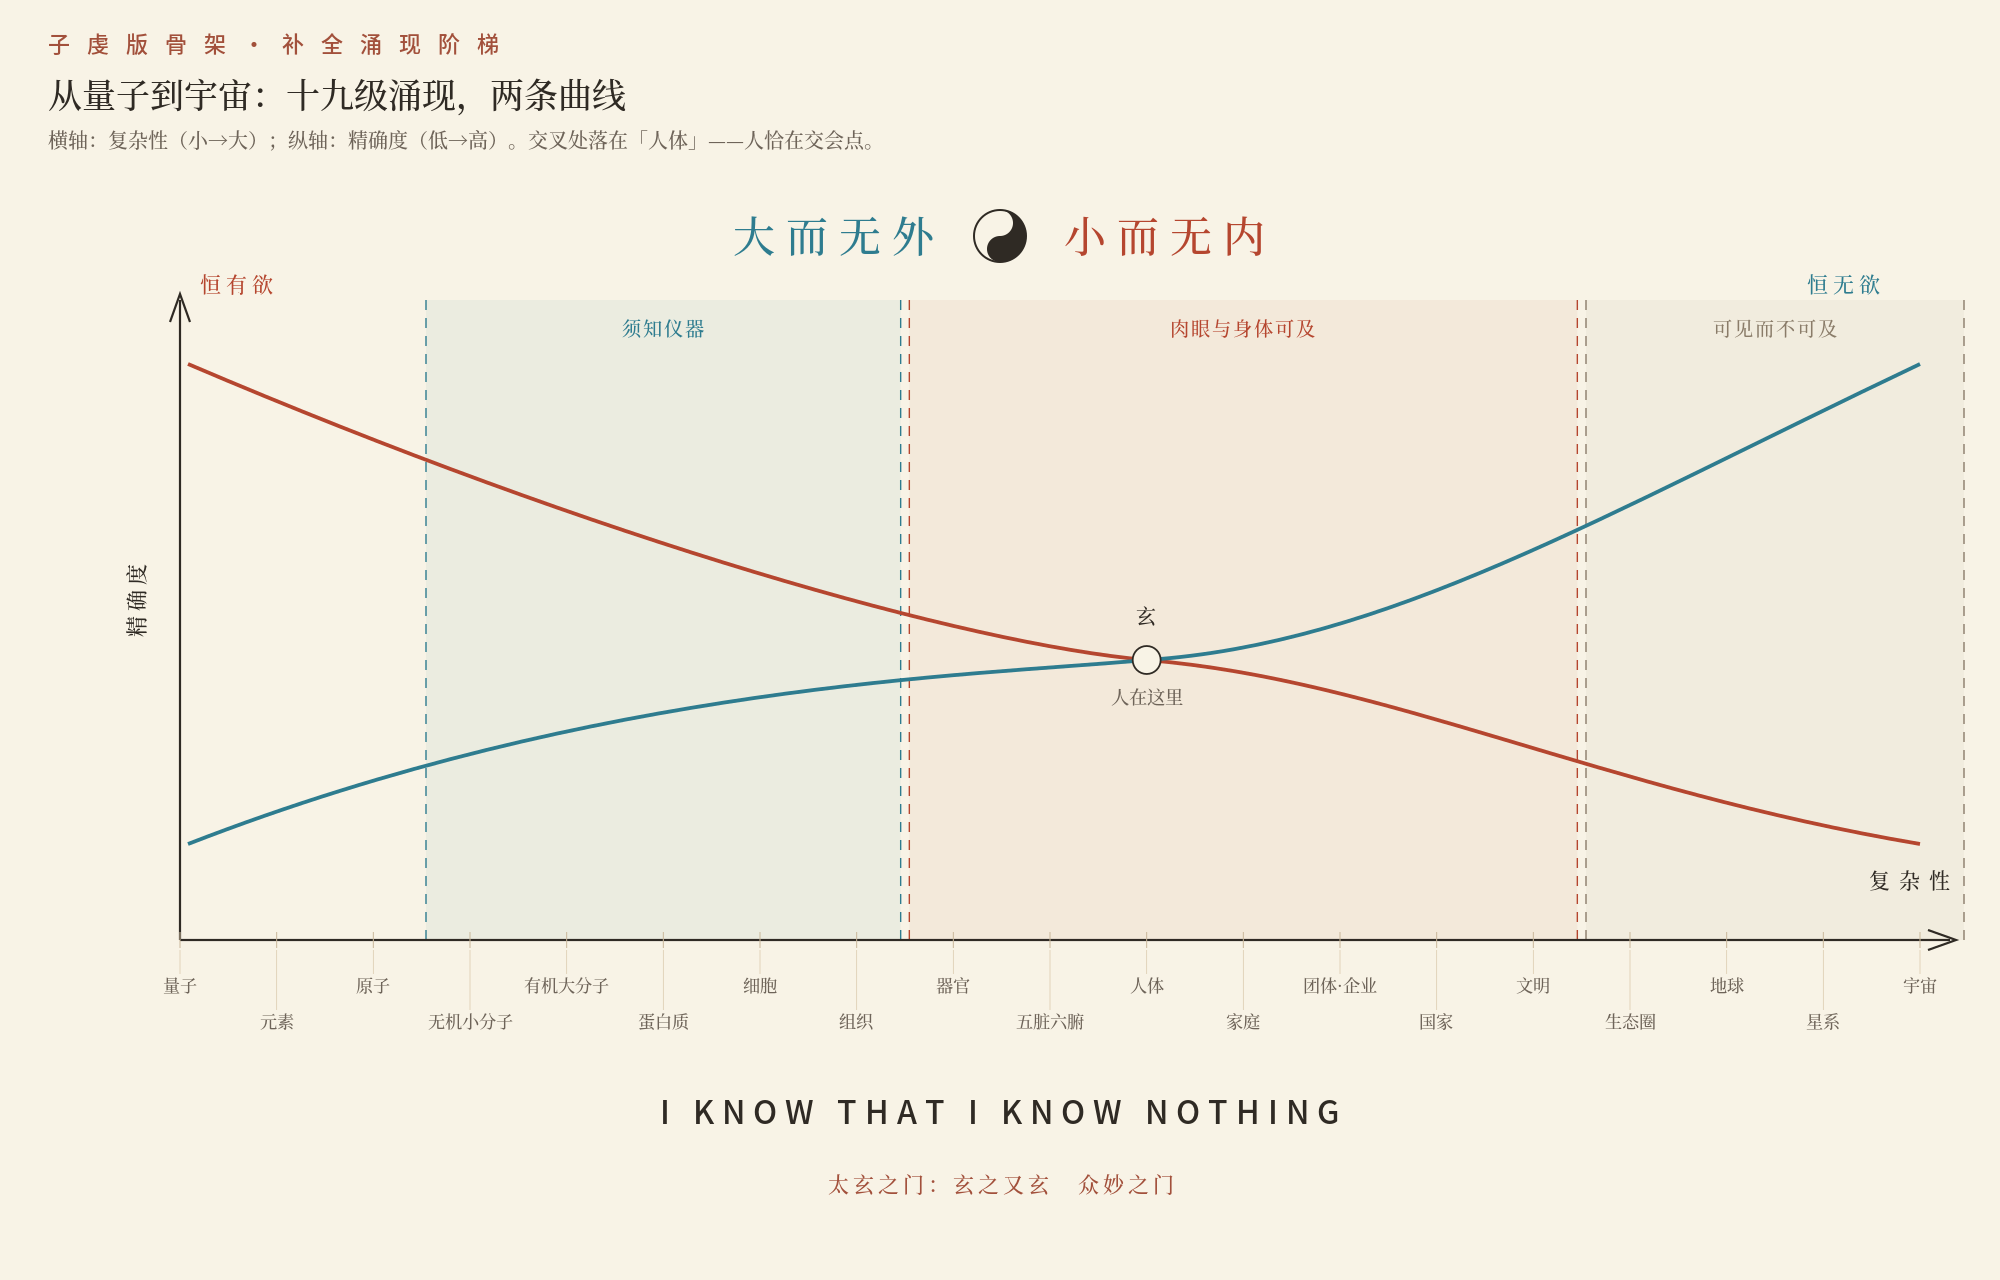 子虔版骨架·补全涌现阶梯
从量子到宇宙：十九级涌现，两条曲线
横轴：复杂性（小→大）；纵轴：精确度（低→高）。交叉处落在「人体」——人恰在交会点。
大而无外 小而无内
恒有欲
恒无欲
须知仪器
肉眼与身体可及
可见而不可及
精确度
玄
人在这里
复杂性
量子
元素
原子
无机小分子
有机大分子
蛋白质
细胞
组织
器官
五脏六腑
人体
家庭
团体·企业
国家
文明
生态圈
地球
星系
宇宙
I KNOW THAT I KNOW NOTHING
太玄之门：玄之又玄 众妙之门